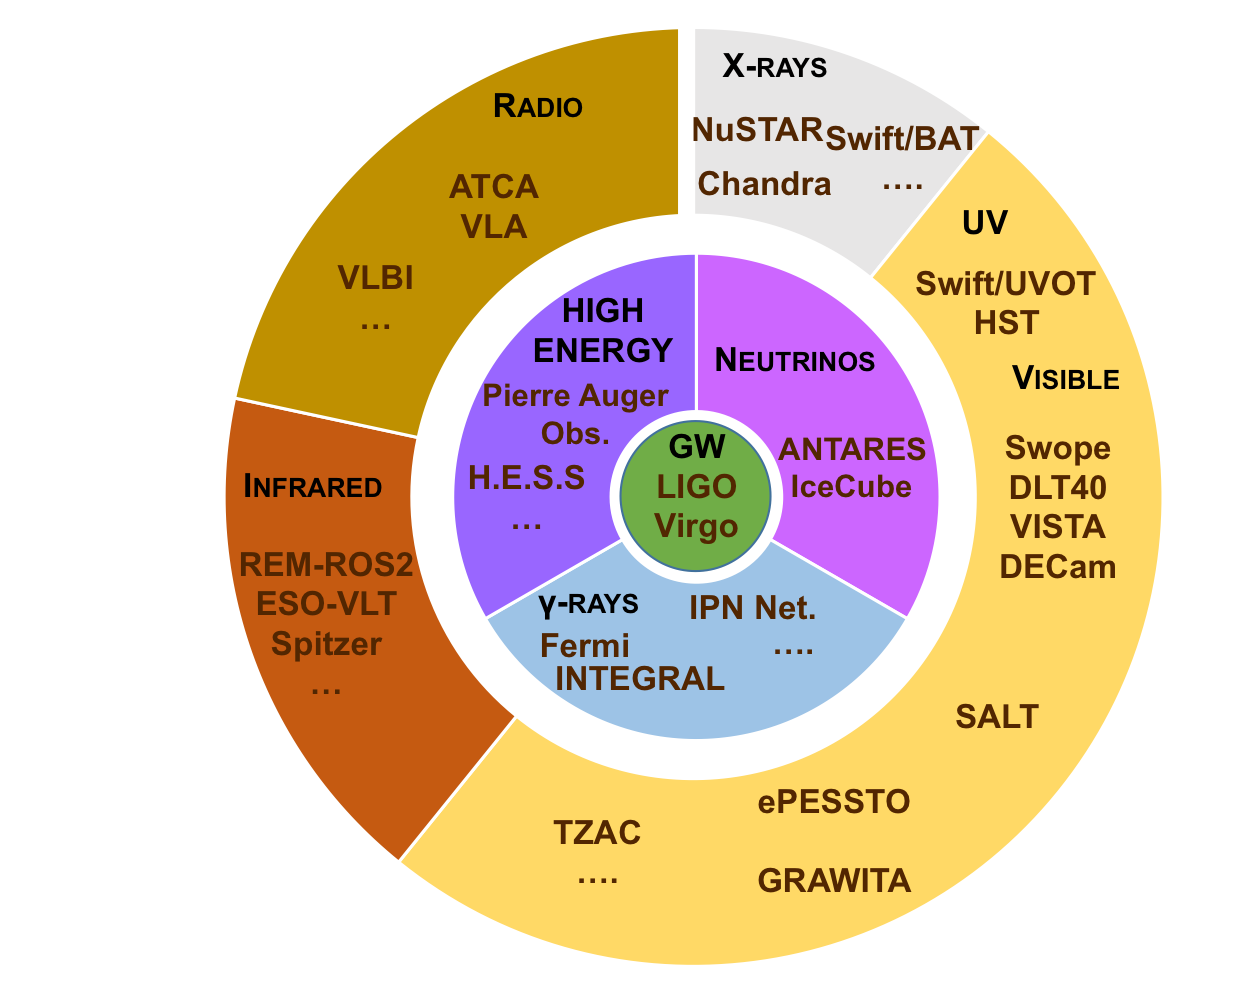 RADIO
ATCA
VLA
VLBI
...
X-RAYS
NuSTAR
Swift/BAT
Chandra
....
UV
Swift/UVOT
HST
VISIBLE
Swope
DLT40
VISTA
DECam
SALT
ePESSTO
GRAWITA
TZAC
....
INFRARED
REM-ROS2
ESO-VLT
Spitzer
...
HIGH
ENERGY
Pierre Auger
Obs.
H.E.S.S
...
NEUTRINOS
ANTARES
IceCube
γ-RAYS
Fermi
INTEGRAL
IPN Net.
....
GW
LIGO
Virgo